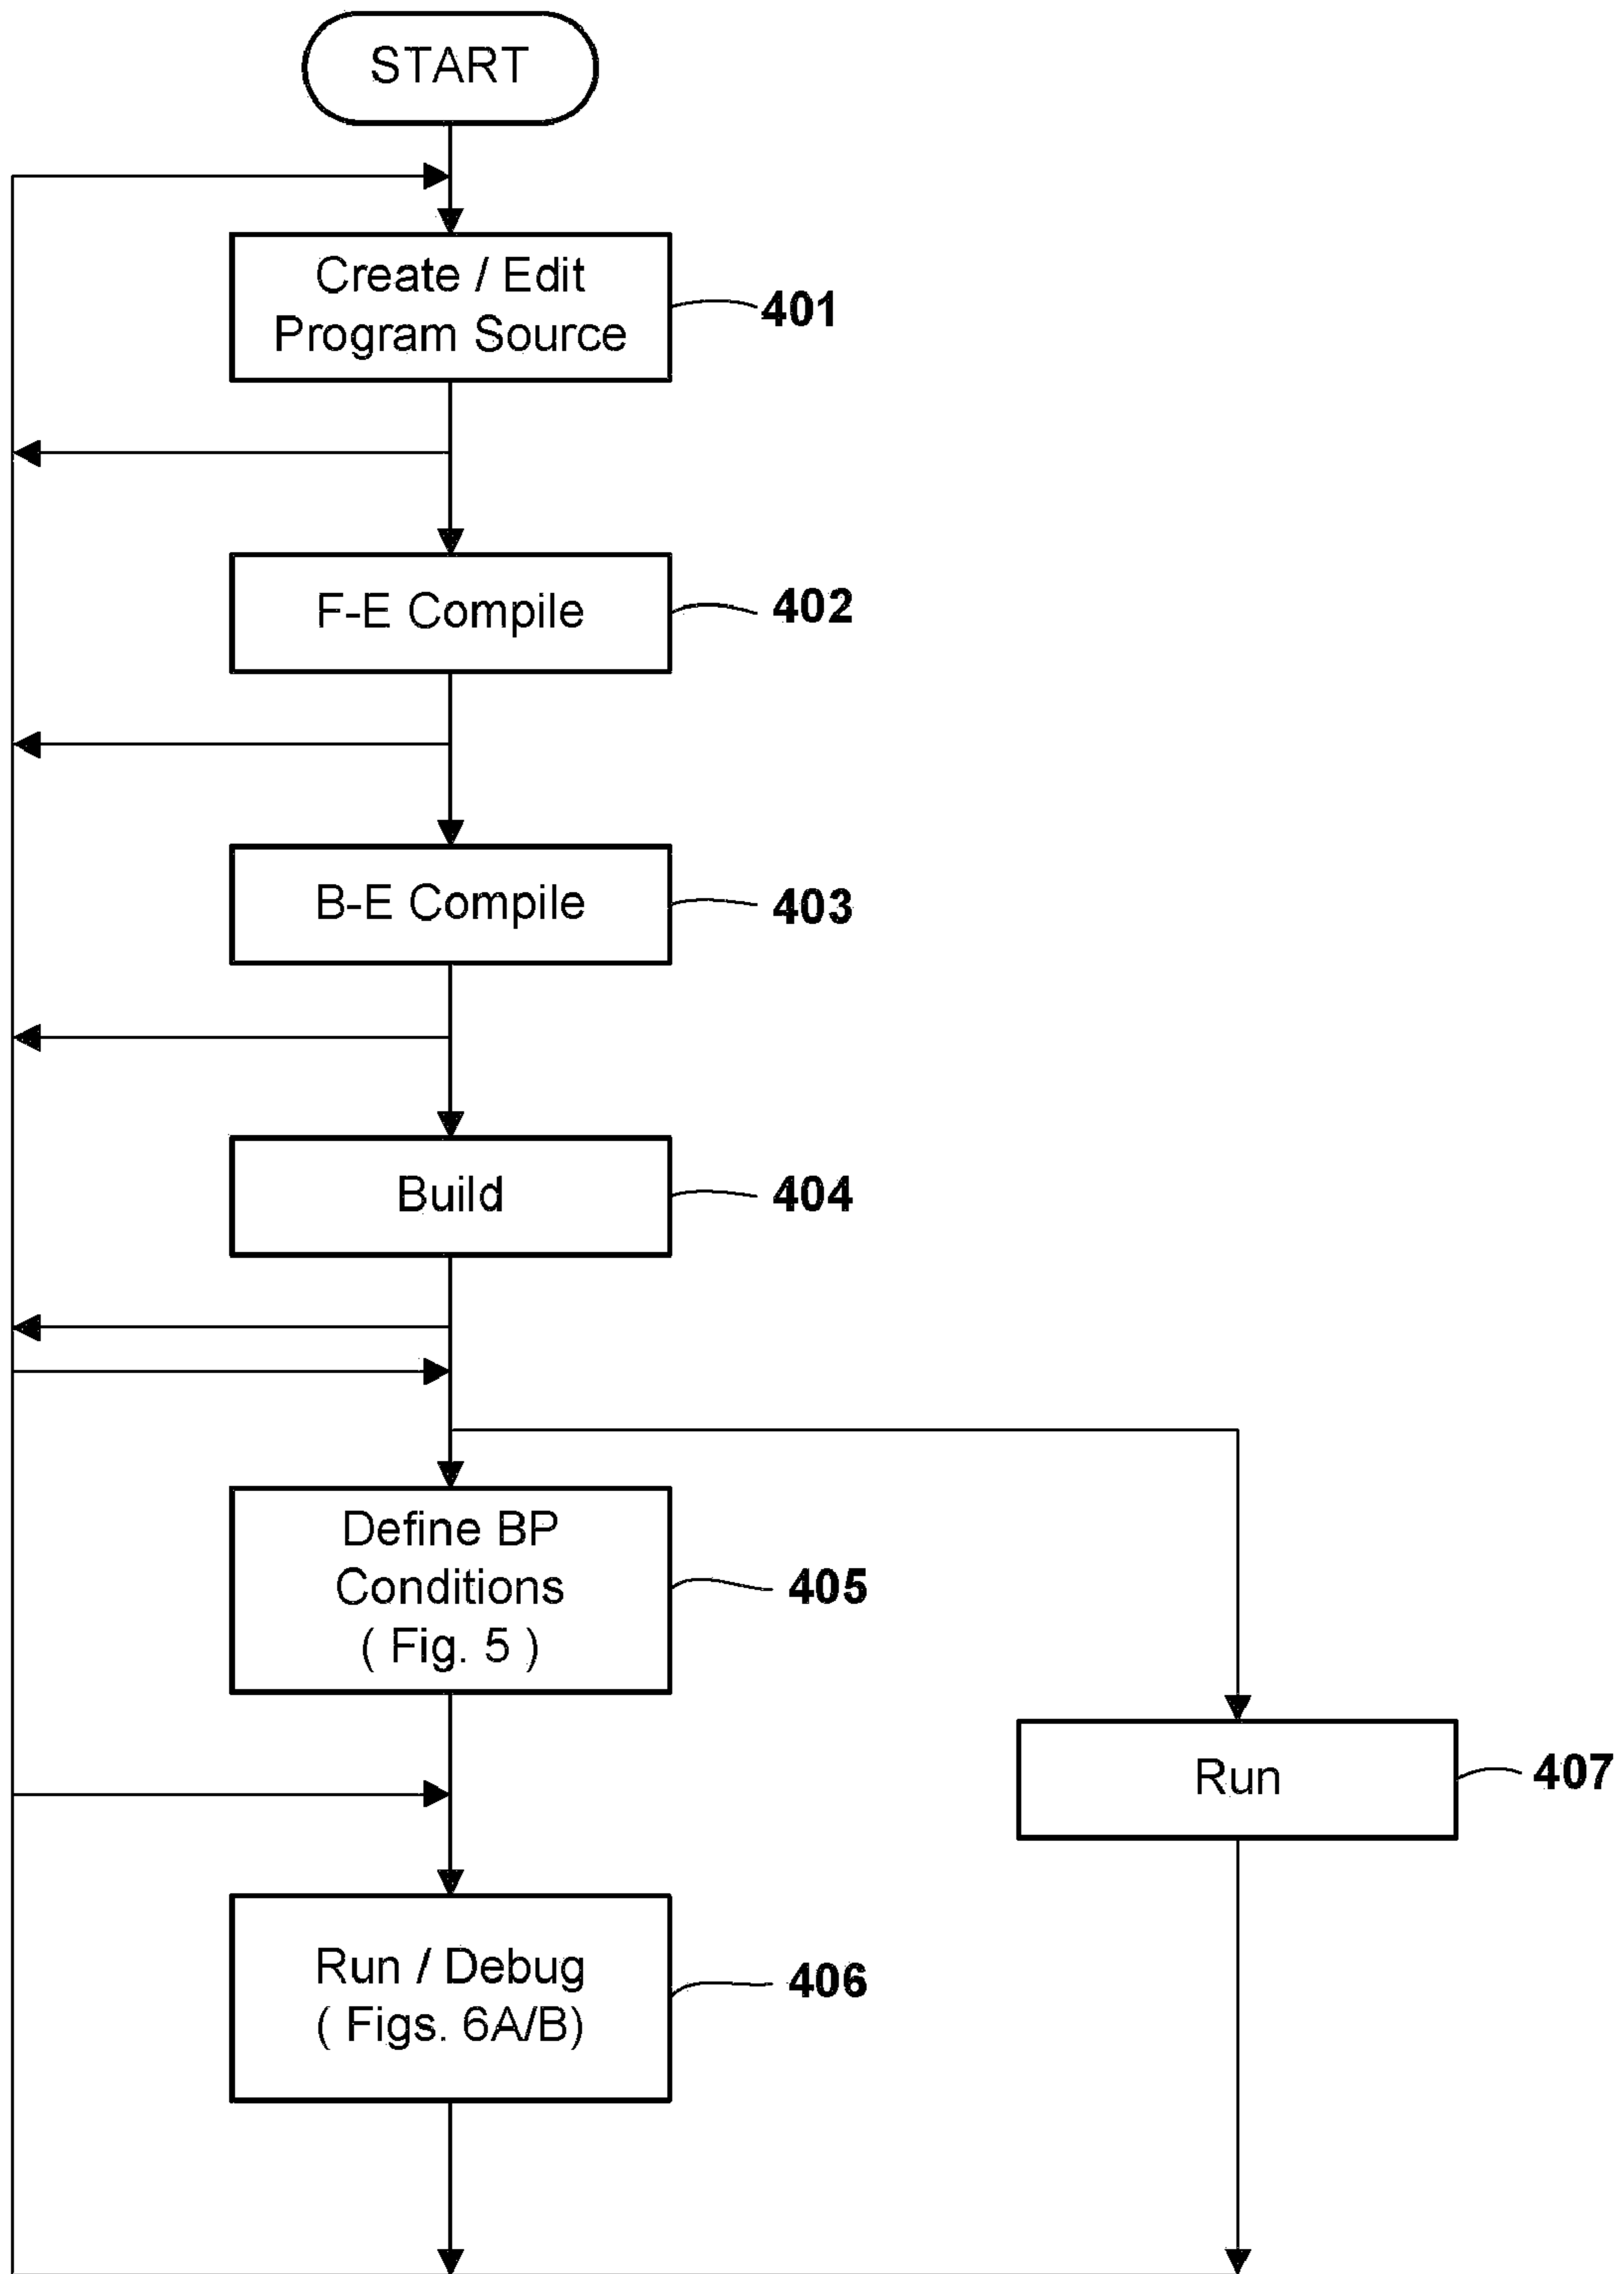 START
Create / Edit
Program Source
401
F-E Compile
402
B-E Compile
403
Build
404
Define BP
Conditions
( Fig. 5 )
405
Run
407
Run / Debug
( Figs. 6A/B)
406